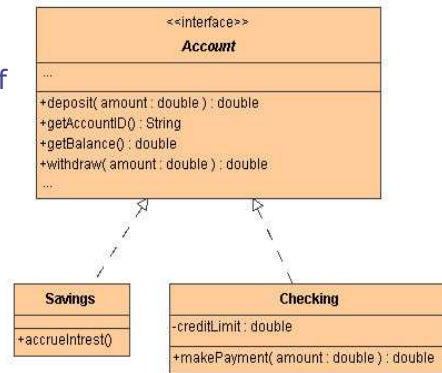 f
<<interface>>
Account
...
+deposit( amount : double ) : double
+getAccountID() : String
+getBalance() : double
+withdraw( amount : double ) : double
...
Savings
+accrueIntrest()
Checking
-creditLimit : double
+makePayment( amount : double ) : double